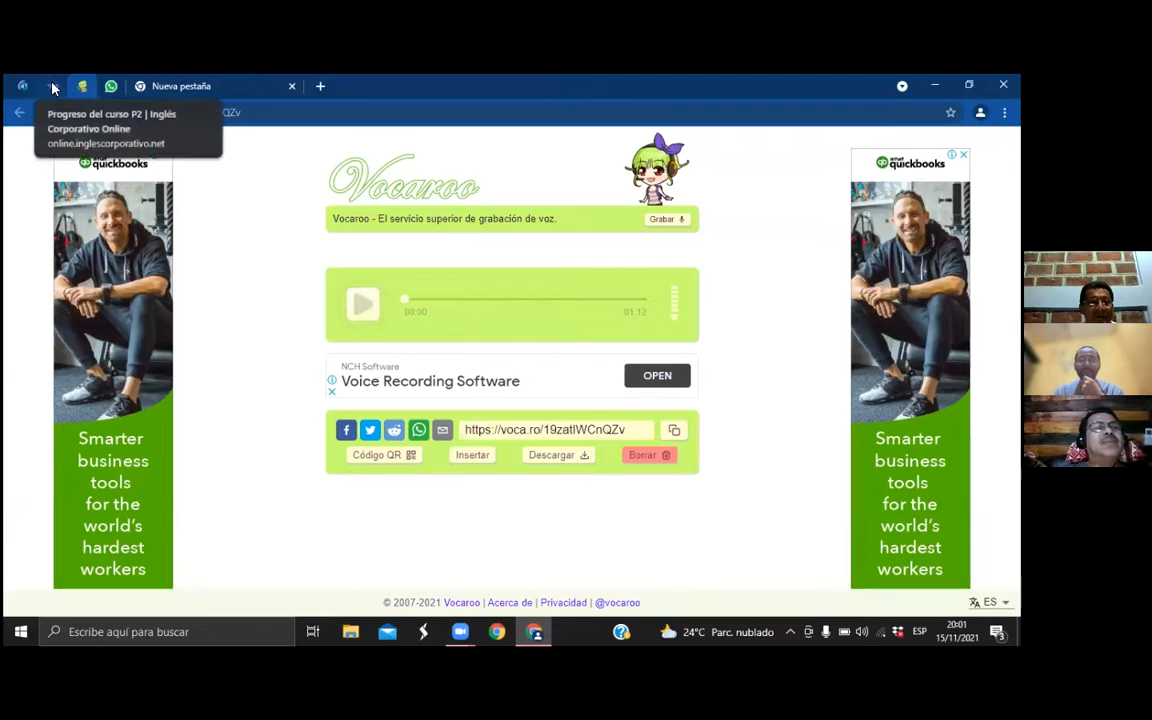 Nueva pestaña
Progreso del curso P2 | Inglés
Corporativo Online
online.inglescorporativo.net
QZv
quickbooks
quickbooks
Vocaroo
Vocaroo - El servicio superior de grabación de voz.
Grabar
00:00
01:12
NCH Software
Voice Recording Software
OPEN
https://voca.ro/19zatlWCnQZv
Código QR
Insertar
Descargar
Borrar
Smarter
business
tools
for the
world's
hardest
workers
Smarter
business
tools
for the
world's
hardest
workers
© 2007-2021 Vocaroo | Acerca de | Privacidad | @vocaroo
ES
Escribe aquí para buscar
24°C Parc. nublado
ESP
20:01
15/11/2021
3